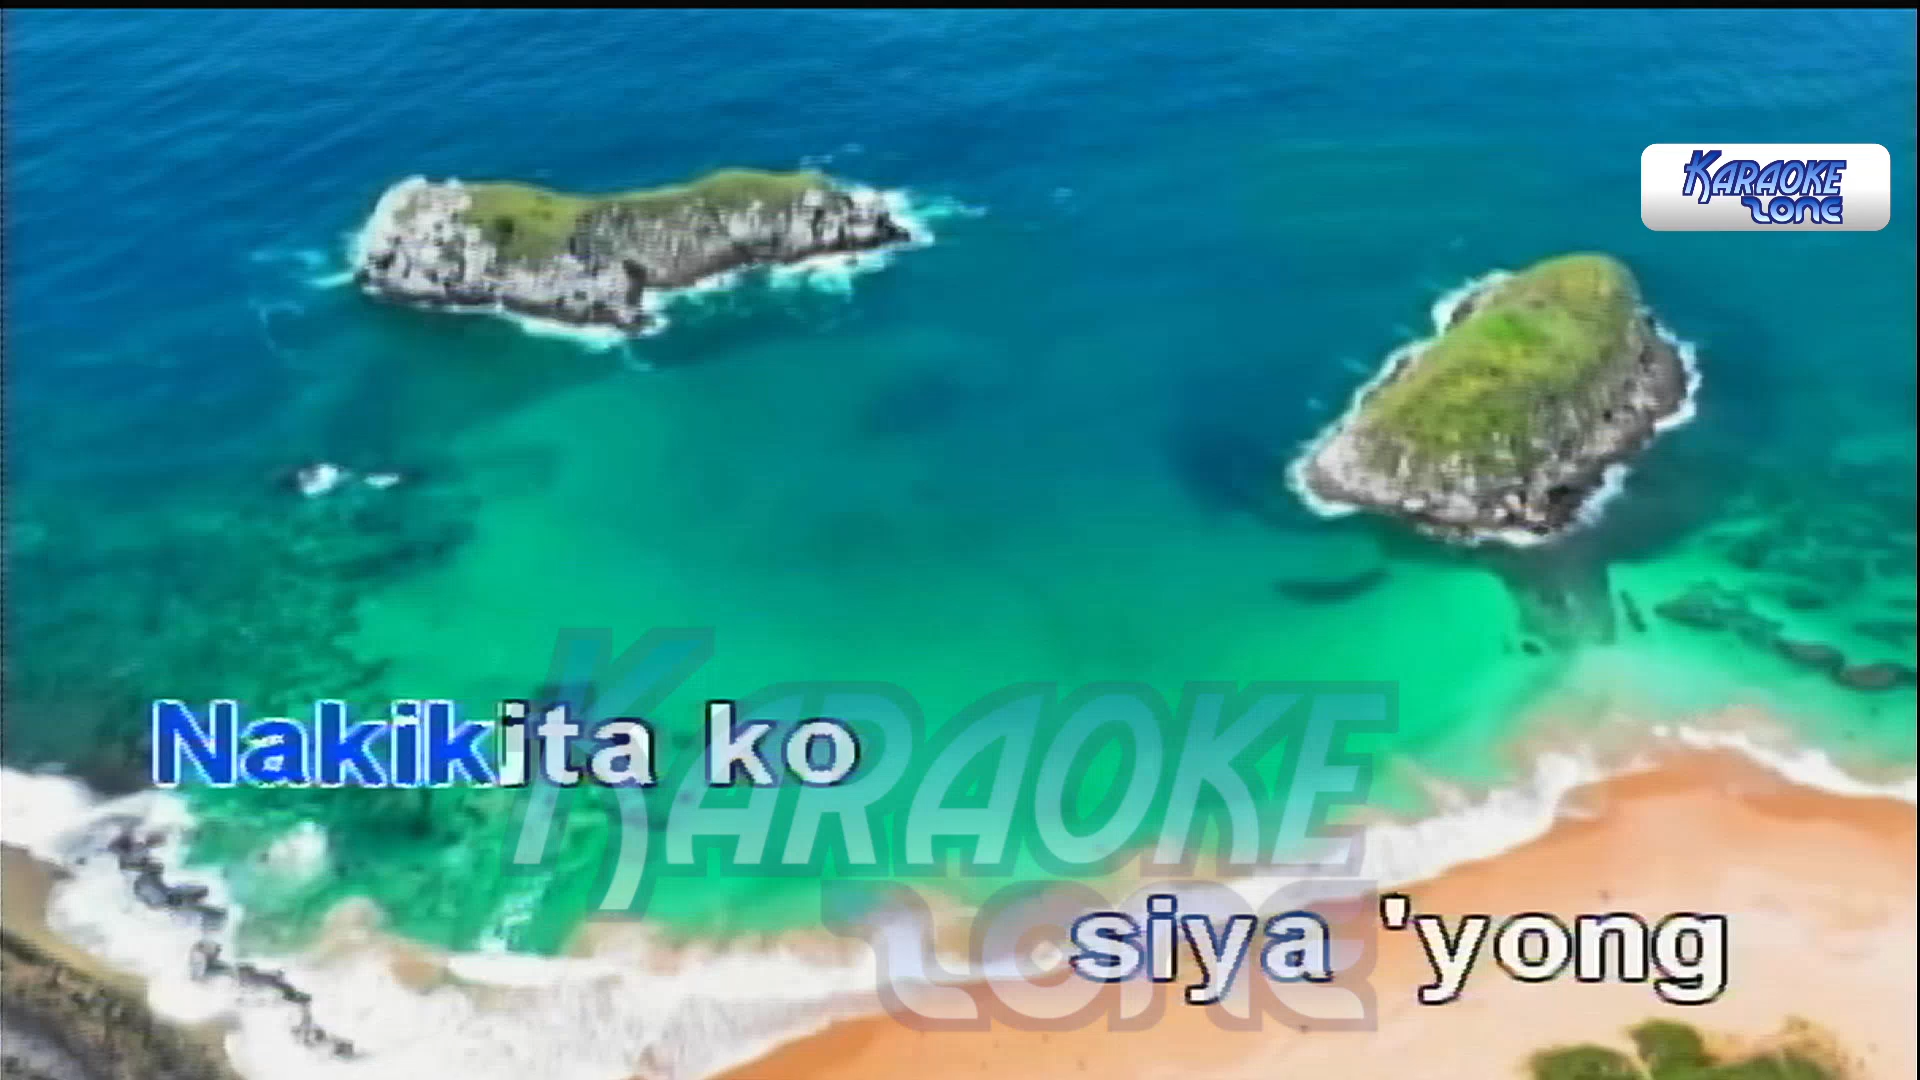 KARAOKE
ZONE
Nakikita ko
KARAOKE
ZONE
siya 'yong